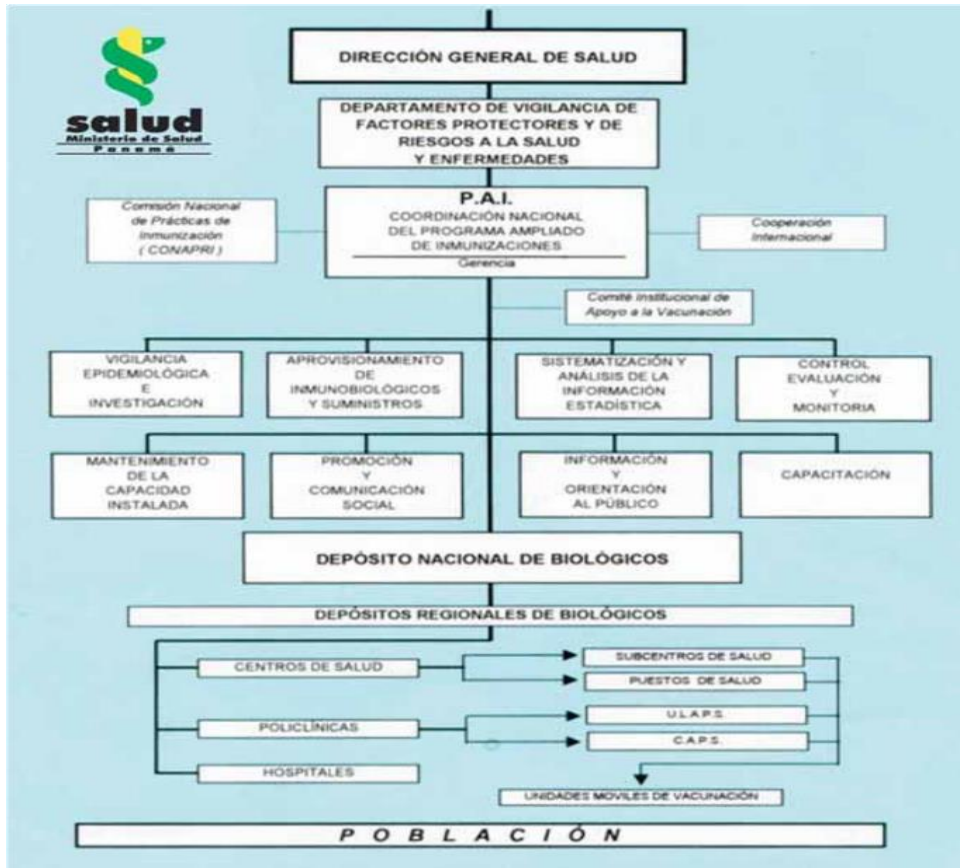 salud
Ministerio de Salud
Panamá
DIRECCIÓN GENERAL DE SALUD
DEPARTAMENTO DE VIGILANCIA DE
FACTORES PROTECTORES Y DE
RIESGOS A LA SALUD
Y ENFERMEDADES
Comisión Nacional
de Prácticas de
Inmunización
( CONAPRI )
P.A.I.
COORDINACIÓN NACIONAL
DEL PROGRAMA AMPLIADO
DE INMUNIZACIONES
Gerencia
Cooperación
Internacional
Comité Institucional de
Apoyo a la Vacunación
VIGILANCIA
EPIDEMIOLÓGICA
E
INVESTIGACIÓN
APROVISIONAMIENTO
DE
INMUNOBIOLÓGICOS
Y SUMINISTROS
SISTEMATIZACIÓN Y
ANÁLISIS DE LA
INFORMACIÓN
ESTADÍSTICA
CONTROL
EVALUACIÓN
Y
MONITORIA
MANTENIMIENTO
DE LA
CAPACIDAD
INSTALADA
PROMOCIÓN
Y
COMUNICACIÓN
SOCIAL
INFORMACIÓN
Y
ORIENTACIÓN
AL PÚBLICO
CAPACITACIÓN
DEPÓSITO NACIONAL DE BIOLÓGICOS
DEPÓSITOS REGIONALES DE BIOLÓGICOS
CENTROS DE SALUD
SUBCENTROS DE SALUD
PUESTOS DE SALUD
POLICLÍNICAS
U.L.A.P.S.
C.A.P.S.
HOSPITALES
UNIDADES MOVILES DE VACUNACIÓN
POBLACIÓN